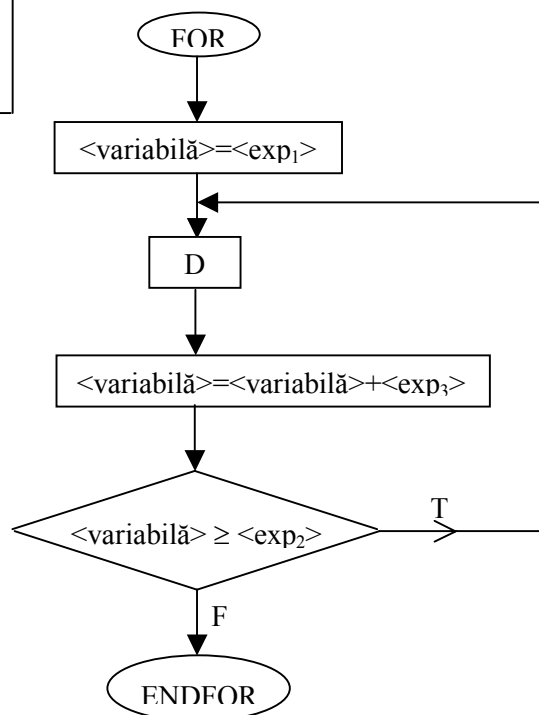 FOR
<variabilă>=<exp₁>
D
<variabilă>=<variabilă>+<exp₃>
<variabilă> ≥ <exp₂>
T
F
ENDFOR